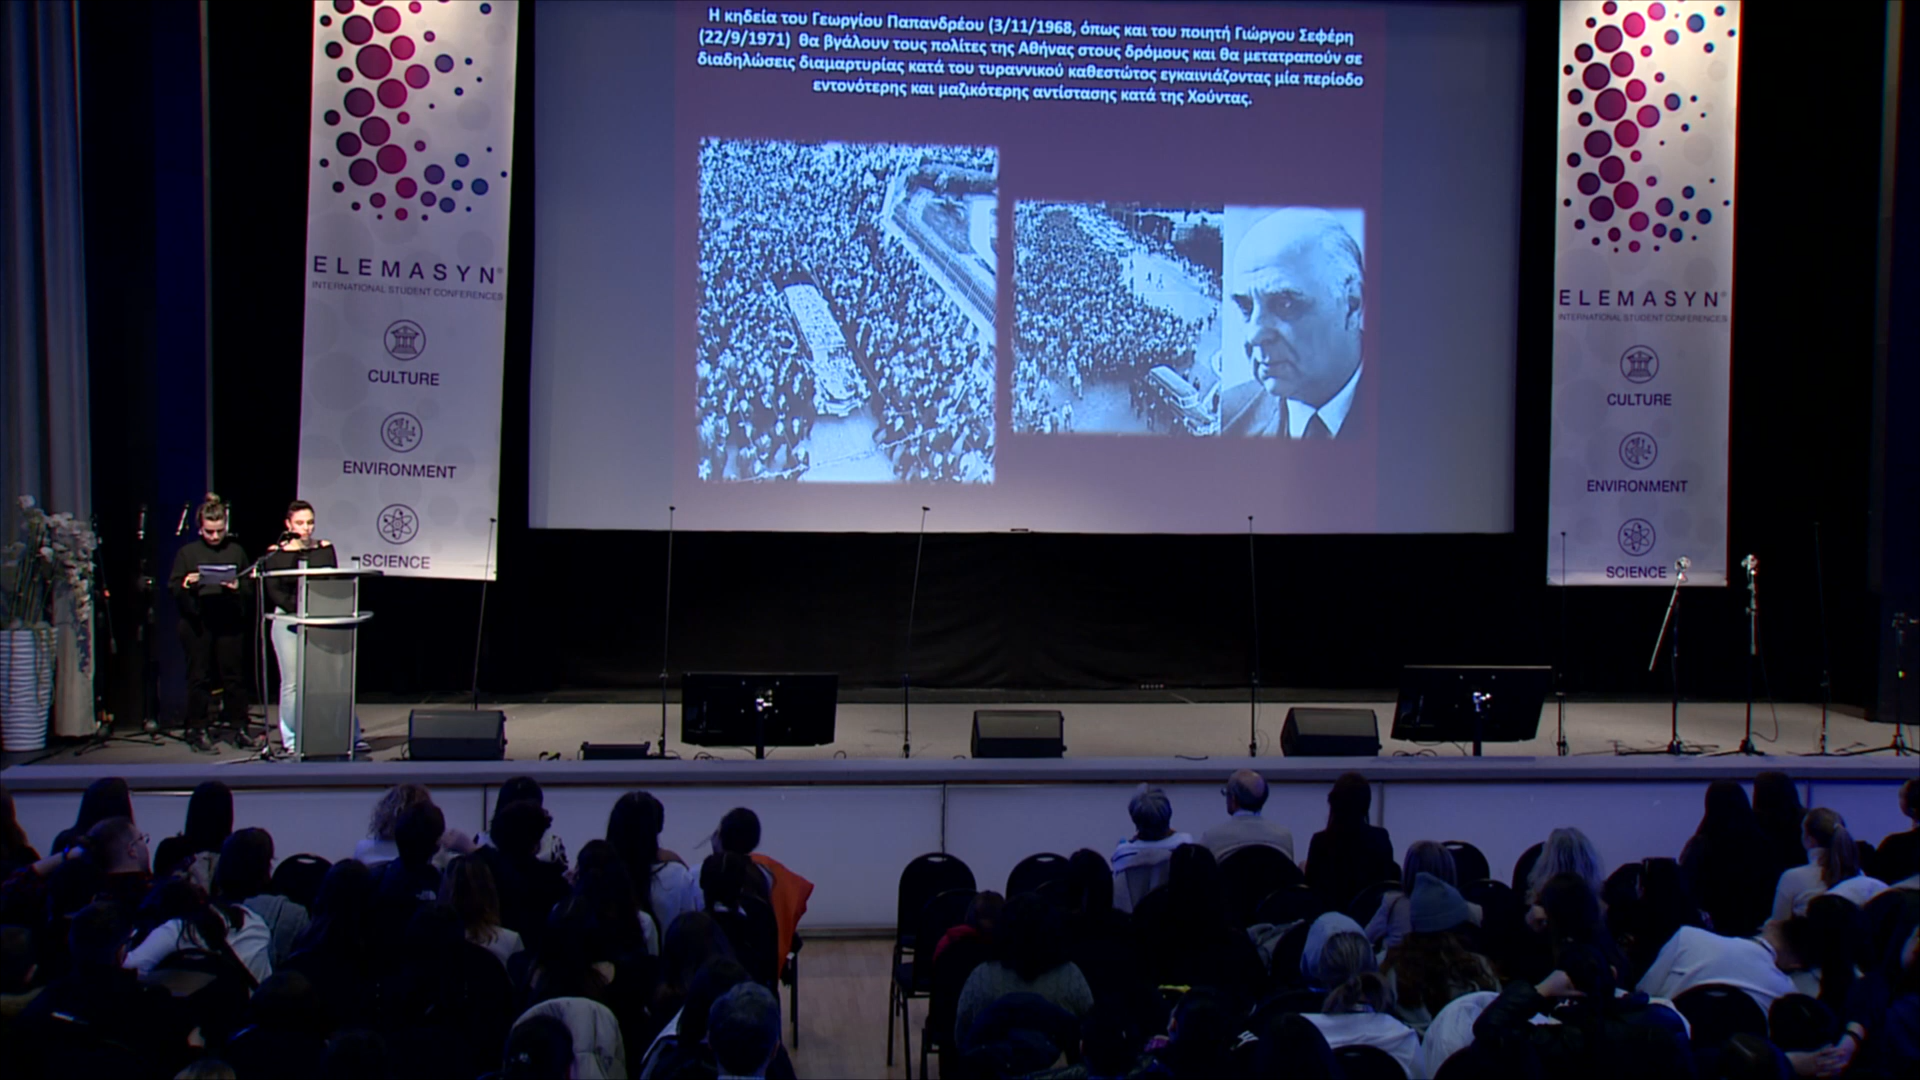 Η κηδεία του Γεωργίου Παπανδρέου (3/11/1968, όπως και του ποιητή Γιώργου Σεφέρη
(22/9/1971) θα βγάλουν τους πολίτες της Αθήνας στους δρόμους και θα μετατραπούν σε
διαδηλώσεις διαμαρτυρίας κατά του τυραννικού καθεστώτος εγκαινιάζοντας μία περίοδο
εντονότερης και μαζικότερης αντίστασης κατά της Χούντας.
ELEMASYN®
INTERNATIONAL STUDENT CONFERENCES
CULTURE
ENVIRONMENT
SCIENCE
ELEMASYN®
INTERNATIONAL STUDENT CONFERENCES
CULTURE
ENVIRONMENT
SCIENCE